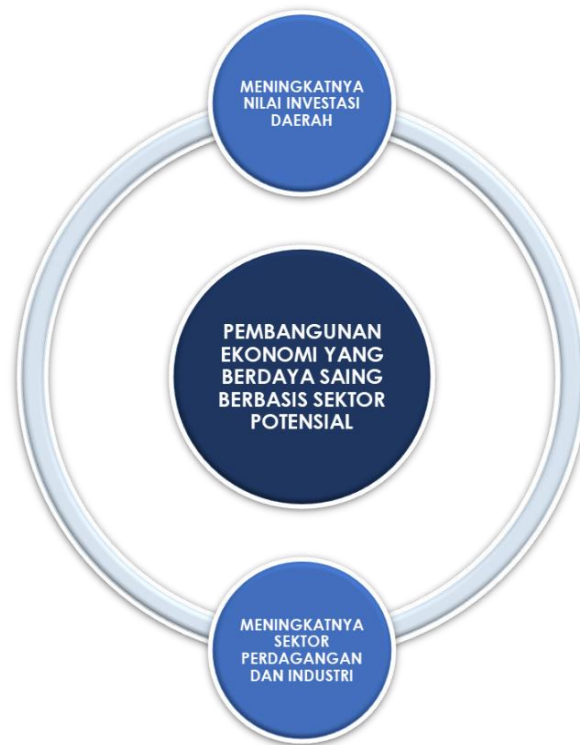 MENINGKATNYA
NILAI INVESTASI
DAERAH
PEMBANGUNAN
EKONOMI YANG
BERDAYA SAING
BERBASIS SEKTOR
POTENSIAL
MENINGKATNYA
SEKTOR
PERDAGANGAN
DAN INDUSTRI